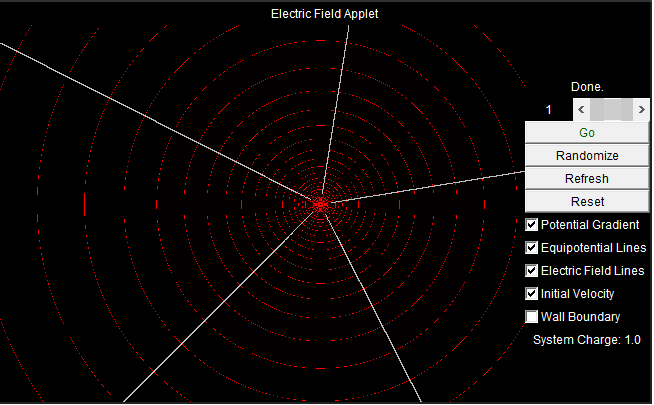 Electric Field Applet
Done.
1
Go
Randomize
Refresh
Reset
Potential Gradient
Equipotential Lines
Electric Field Lines
Initial Velocity
Wall Boundary
System Charge: 1.0